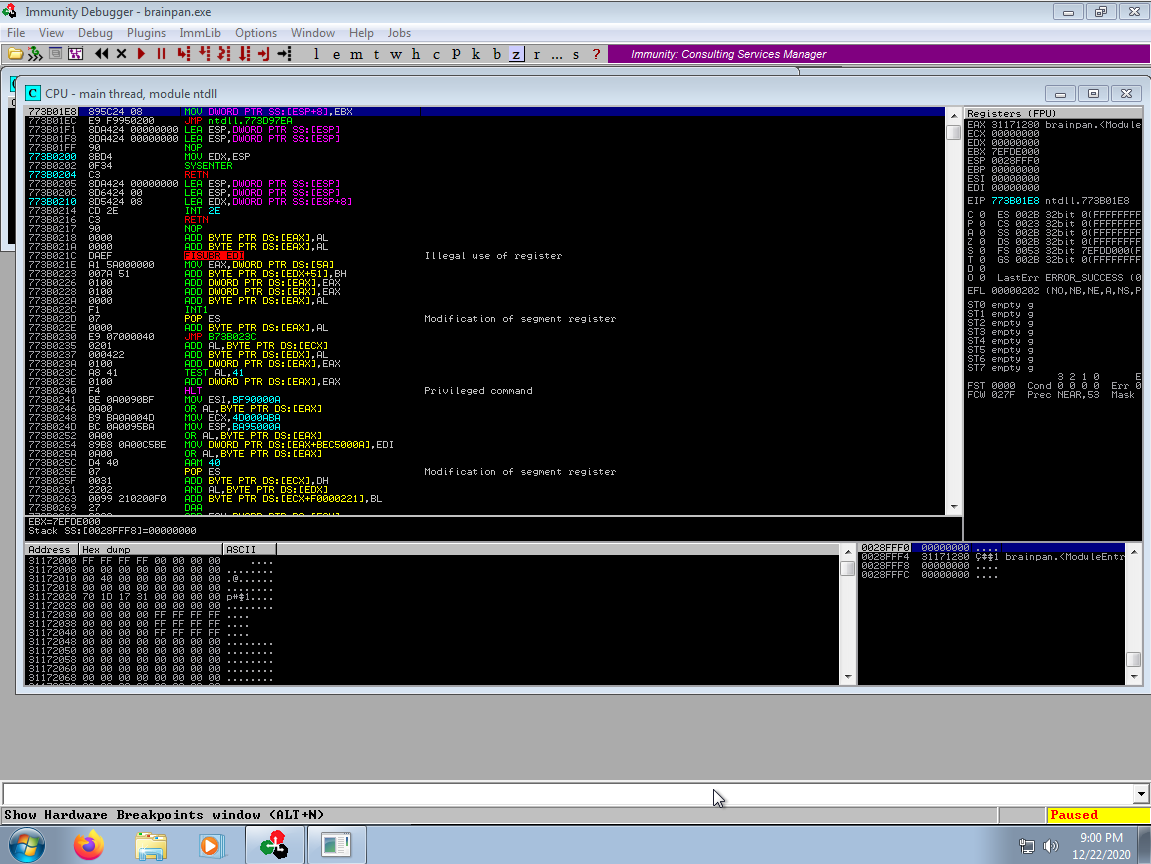 Immunity Debugger - brainpan.exe
File View Debug Plugins ImmLib Options Window Help Jobs
l e m t w h c P k b z r ... s ? Immunity: Consulting Services Manager
C CPU - main thread, module ntdll
773B01E8 895C24 08 MOV DWORD PTR SS:[ESP+8],EBX
773B01EC E9 F9950200 JMP ntdll.773D97EA
773B01F1 8DA424 00000000 LEA ESP,DWORD PTR SS:[ESP]
773B01F8 8DA424 00000000 LEA ESP,DWORD PTR SS:[ESP]
773B01FF 90 NOP
773B0200 8BD4 MOV EDX,ESP
773B0202 0F34 SYSENTER
773B0204 C3 RETN
773B0205 8DA424 00000000 LEA ESP,DWORD PTR SS:[ESP]
773B020C 8D6424 00 LEA ESP,DWORD PTR SS:[ESP]
773B0210 8D5424 08 LEA EDX,DWORD PTR SS:[ESP+8]
773B0214 CD 2E INT 2E
773B0216 C3 RETN
773B0217 90 NOP
773B0218 0000 ADD BYTE PTR DS:[EAX],AL
773B021A 0000 ADD BYTE PTR DS:[EAX],AL
773B021C DAEF FISUBR EDI Illegal use of register
773B021E A1 5A000000 MOV EAX,DWORD PTR DS:[5A]
773B0223 007A 51 ADD BYTE PTR DS:[EDX+51],BH
773B0226 0100 ADD DWORD PTR DS:[EAX],EAX
773B0228 0100 ADD DWORD PTR DS:[EAX],EAX
773B022A 0000 ADD BYTE PTR DS:[EAX],AL
773B022C F1 INT1
773B022D 07 POP ES Modification of segment register
773B022E 0000 ADD BYTE PTR DS:[EAX],AL
773B0230 E9 07000040 JMP B73B023C
773B0235 0201 ADD AL,BYTE PTR DS:[ECX]
773B0237 000422 ADD BYTE PTR DS:[EDX],AL
773B023A 0100 ADD DWORD PTR DS:[EAX],EAX
773B023C A8 41 TEST AL,41
773B023E 0100 ADD DWORD PTR DS:[EAX],EAX
773B0240 F4 HLT Privileged command
773B0241 BE 0A0090BF MOV ESI,BF90000A
773B0246 0A00 OR AL,BYTE PTR DS:[EAX]
773B0248 B9 BA0A004D MOV ECX,4D000ABA
773B024D BC 0A0095BA MOV ESP,BA95000A
773B0252 0A00 OR AL,BYTE PTR DS:[EAX]
773B0254 89B8 0A00C5BE MOV DWORD PTR DS:[EAX+BEC5000A],EDI
773B025A 0A00 OR AL,BYTE PTR DS:[EAX]
773B025C D4 40 AAM 40
773B025E 07 POP ES Modification of segment register
773B025F 0031 ADD BYTE PTR DS:[ECX],DH
773B0261 2202 AND AL,BYTE PTR DS:[EDX]
773B0263 0099 210200F0 ADD BYTE PTR DS:[ECX+F0000221],BL
773B0269 27 DAA
EBX=7EFDE000
Stack SS:[0028FFF8]=00000000
Registers (FPU)
EAX 31171280 brainpan.<Module
ECX 00000000
EDX 00000000
EBX 7EFDE000
ESP 0028FFF0
EBP 00000000
ESI 00000000
EDI 00000000
EIP 773B01E8 ntdll.773B01E8
C 0 ES 002B 32bit 0(FFFFFFFF
P 0 CS 0023 32bit 0(FFFFFFFF
A 0 SS 002B 32bit 0(FFFFFFFF
Z 0 DS 002B 32bit 0(FFFFFFFF
S 0 FS 0053 32bit 7EFDD000(F
T 0 GS 002B 32bit 0(FFFFFFFF
D 0
O 0 LastErr ERROR_SUCCESS (0
EFL 00000202 (NO,NB,NE,A,NS,P
ST0 empty g
ST1 empty g
ST2 empty g
ST3 empty g
ST4 empty g
ST5 empty g
ST6 empty g
ST7 empty g
3 2 1 0 E
FST 0000 Cond 0 0 0 0 Err 0
FCW 027F Prec NEAR,53 Mask
Address Hex dump ASCII
31172000 FF FF FF FF 00 00 00 00 ....
31172008 00 00 00 00 00 00 00 00 ........
31172010 00 40 00 00 00 00 00 00 .@......
31172018 00 00 00 00 00 00 00 00 ........
31172020 70 1D 17 31 00 00 00 00 p#‡1....
31172028 00 00 00 00 00 00 00 00 ........
31172030 00 00 00 00 FF FF FF FF ....
31172038 00 00 00 00 FF FF FF FF ....
31172040 00 00 00 00 FF FF FF FF ....
31172048 00 00 00 00 00 00 00 00 ........
31172050 00 00 00 00 00 00 00 00 ........
31172058 00 00 00 00 00 00 00 00 ........
31172060 00 00 00 00 00 00 00 00 ........
31172068 00 00 00 00 00 00 00 00 ........
0028FFF0 00000000 ....
0028FFF4 31171280 Ç‡‡1 brainpan.<ModuleEntr
0028FFF8 00000000 ....
0028FFFC 00000000 ....
Show Hardware Breakpoints window (ALT+N)
Paused
9:00 PM
12/22/2020